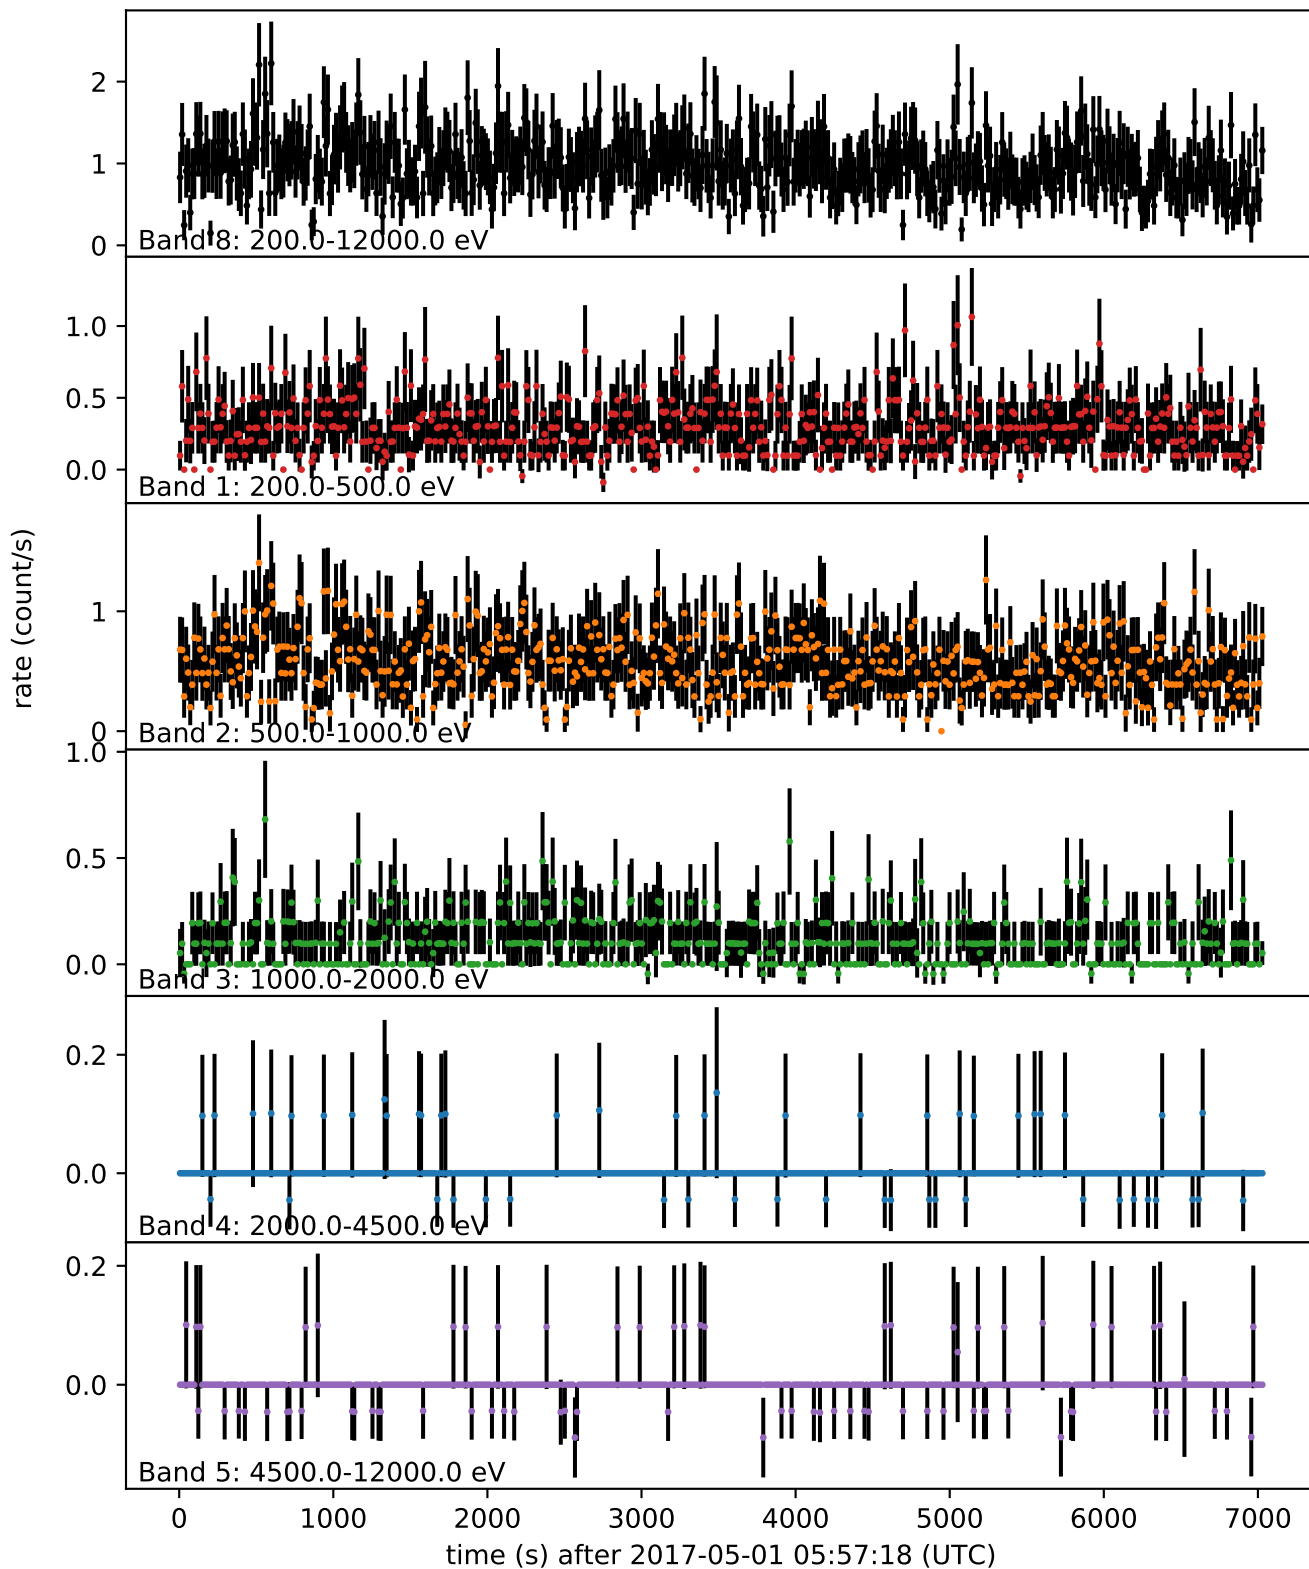 2
1
0
Band 8: 200.0-12000.0 eV
1.0
0.5
0.0
Band 1: 200.0-500.0 eV
rate (count/s)
1
0
Band 2: 500.0-1000.0 eV
1.0
0.5
0.0
Band 3: 1000.0-2000.0 eV
0.2
0.0
Band 4: 2000.0-4500.0 eV
0.2
0.0
Band 5: 4500.0-12000.0 eV
0 1000 2000 3000 4000 5000 6000 7000
time (s) after 2017-05-01 05:57:18 (UTC)